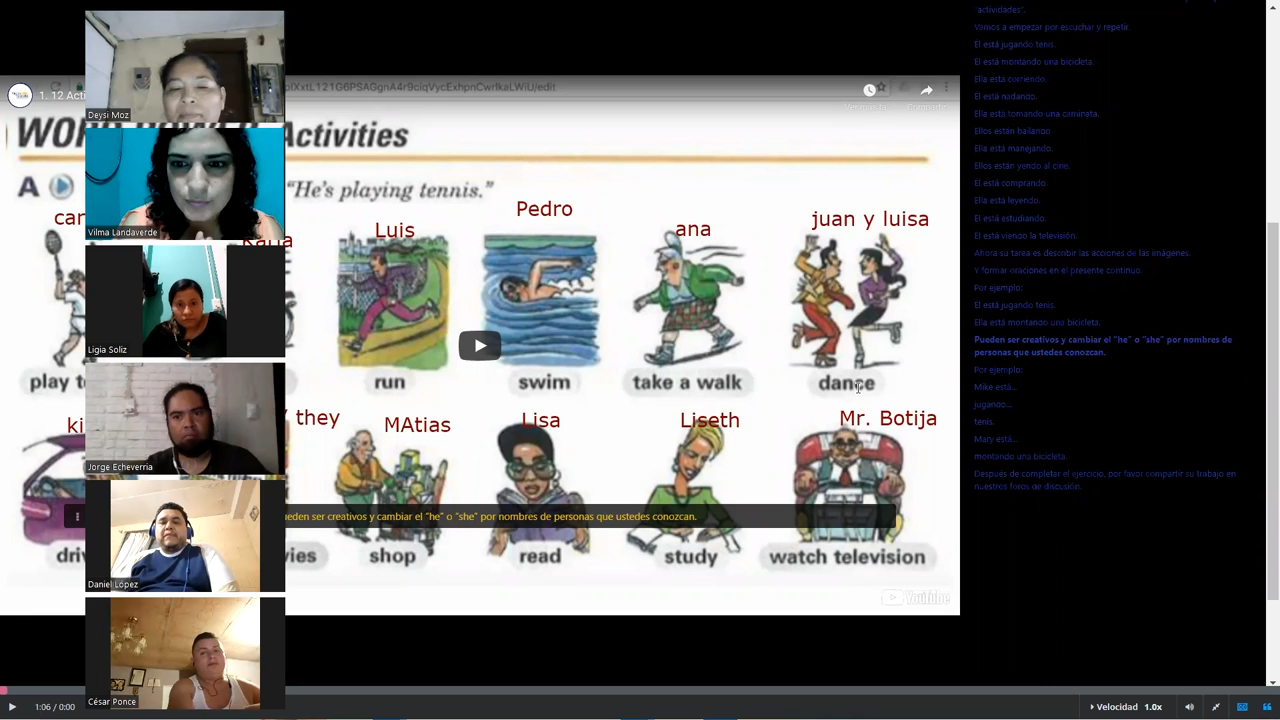 "actividades".
Vamos a empezar por escuchar y repetir.
El está jugando tenis.
El está montando una bicicleta.
Ella está corriendo.
El está nadando.
Ella está tomando una caminata.
Ellos están bailando
Ella está manejando.
Ellos están yendo al cine.
El está comprando.
Ella está leyendo.
El está estudiando.
El está viendo la televisión.
Ahora su tarea es describir las acciones de las imágenes.
Y formar oraciones en el presente continuo.
Por ejemplo:
El está jugando tenis.
Ella está montando una bicicleta.
Pueden ser creativos y cambiar el "he" o "she" por nombres de
personas que ustedes conozcan.
Por ejemplo:
Mike está...
jugando...
tenis.
Mary está...
montando una bicicleta.
Después de completar el ejercicio, por favor compartir su trabajo en
nuestros foros de discusión.
1. 12 Acti
Activities
A "He's playing tennis."
Luis
Pedro
ana
juan y luisa
play
run
swim
take a walk
dance
they
MAtias
Lisa
Liseth
Mr. Botija
ueden ser creativos y cambiar el "he" o "she" por nombres de personas que ustedes conozcan.
shop
read
study
watch television
YouTube
Deysi Moz
Vilma Landaverde
Ligia Soliz
Jorge Echeverria
Daniel López
César Ponce
1:06 / 0:00
Velocidad 1.0x